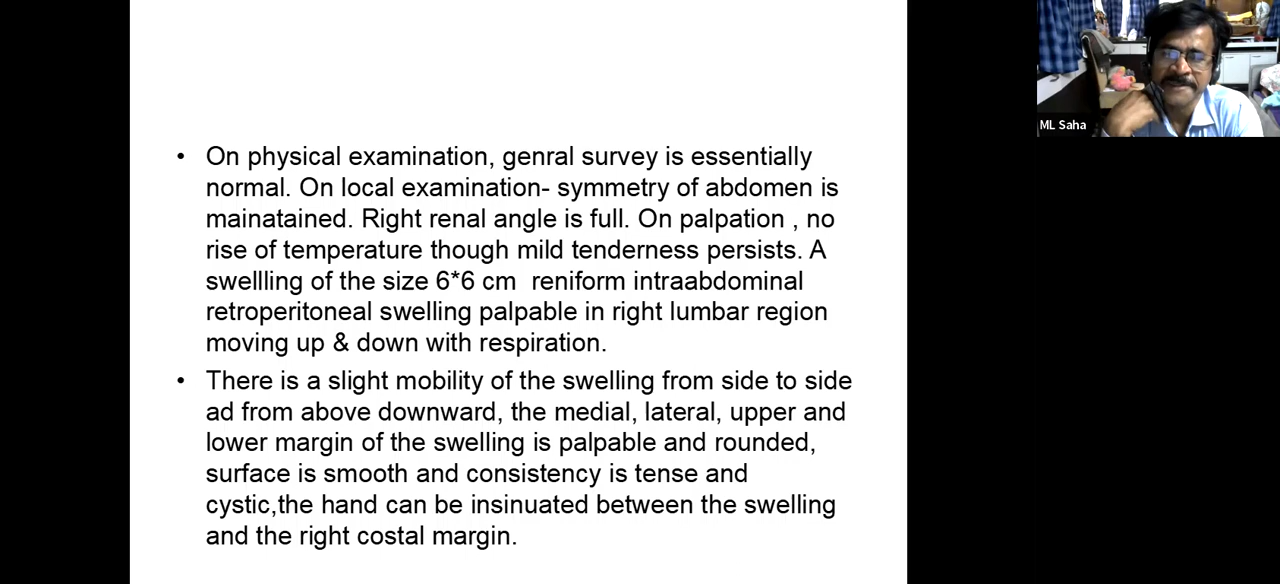 • On physical examination, genral survey is essentially
normal. On local examination- symmetry of abdomen is
mainatained. Right renal angle is full. On palpation , no
rise of temperature though mild tenderness persists. A
swellling of the size 6*6 cm  reniform intraabdominal
retroperitoneal swelling palpable in right lumbar region
moving up & down with respiration.
• There is a slight mobility of the swelling from side to side
ad from above downward, the medial, lateral, upper and
lower margin of the swelling is palpable and rounded,
surface is smooth and consistency is tense and
cystic,the hand can be insinuated between the swelling
and the right costal margin.
ML Saha